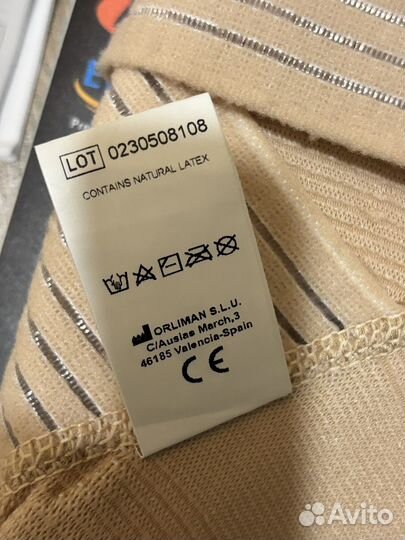 LOT 0230508108
CONTAINS NATURAL LATEX
ORLIMAN S.L.U.
C/Ausias March,3
46185 Valencia-Spain
CE
Avito